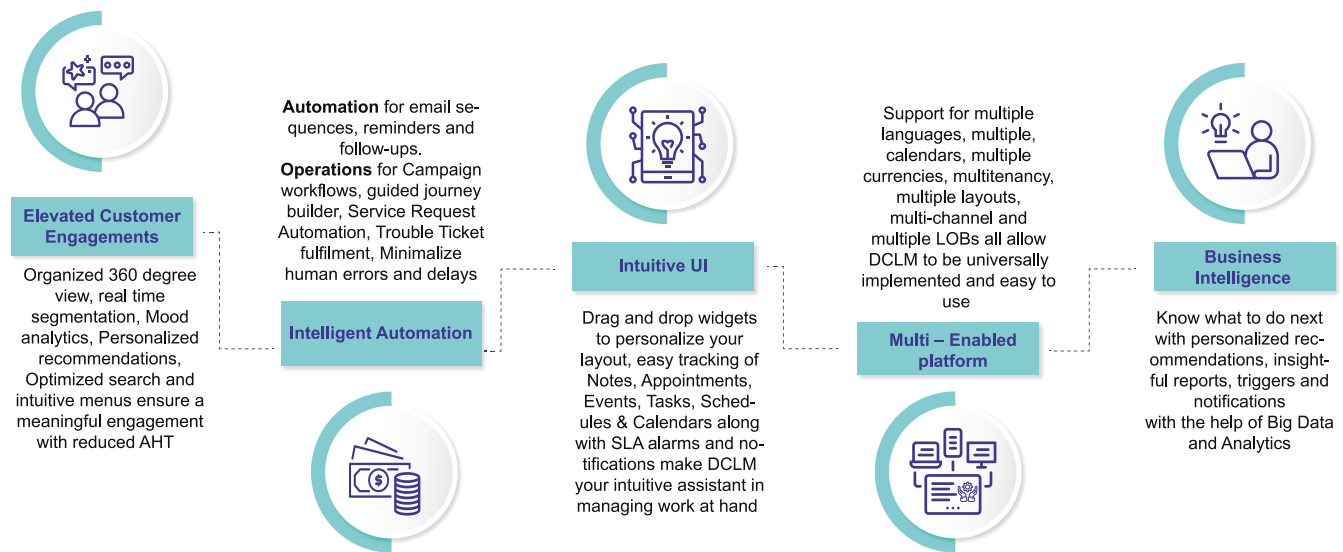 Elevated Customer
Engagements
Organized 360 degree
view, real time
segmentation, Mood
analytics, Personalized
recommendations,
Optimized search and
intuitive menus ensure a
meaningful engagement
with reduced AHT
Automation for email se-
quences, reminders and
follow-ups.
Operations for Campaign
workflows, guided journey
builder, Service Request
Automation, Trouble Ticket
fulfilment, Minimalize
human errors and delays
Intelligent Automation
$
Intuitive UI
Drag and drop widgets
to personalize your
layout, easy tracking of
Notes, Appointments,
Events, Tasks, Sched-
ules & Calendars along
with SLA alarms and no-
tifications make DCLM
your intuitive assistant in
managing work at hand
Support for multiple
languages, multiple,
calendars, multiple
currencies, multitenancy,
multiple layouts,
multi-channel and
multiple LOBs all allow
DCLM to be universally
implemented and easy to
use
Multi – Enabled
platform
Business
Intelligence
Know what to do next
with personalized rec-
ommendations, insight-
ful reports, triggers and
notifications
with the help of Big Data
and Analytics